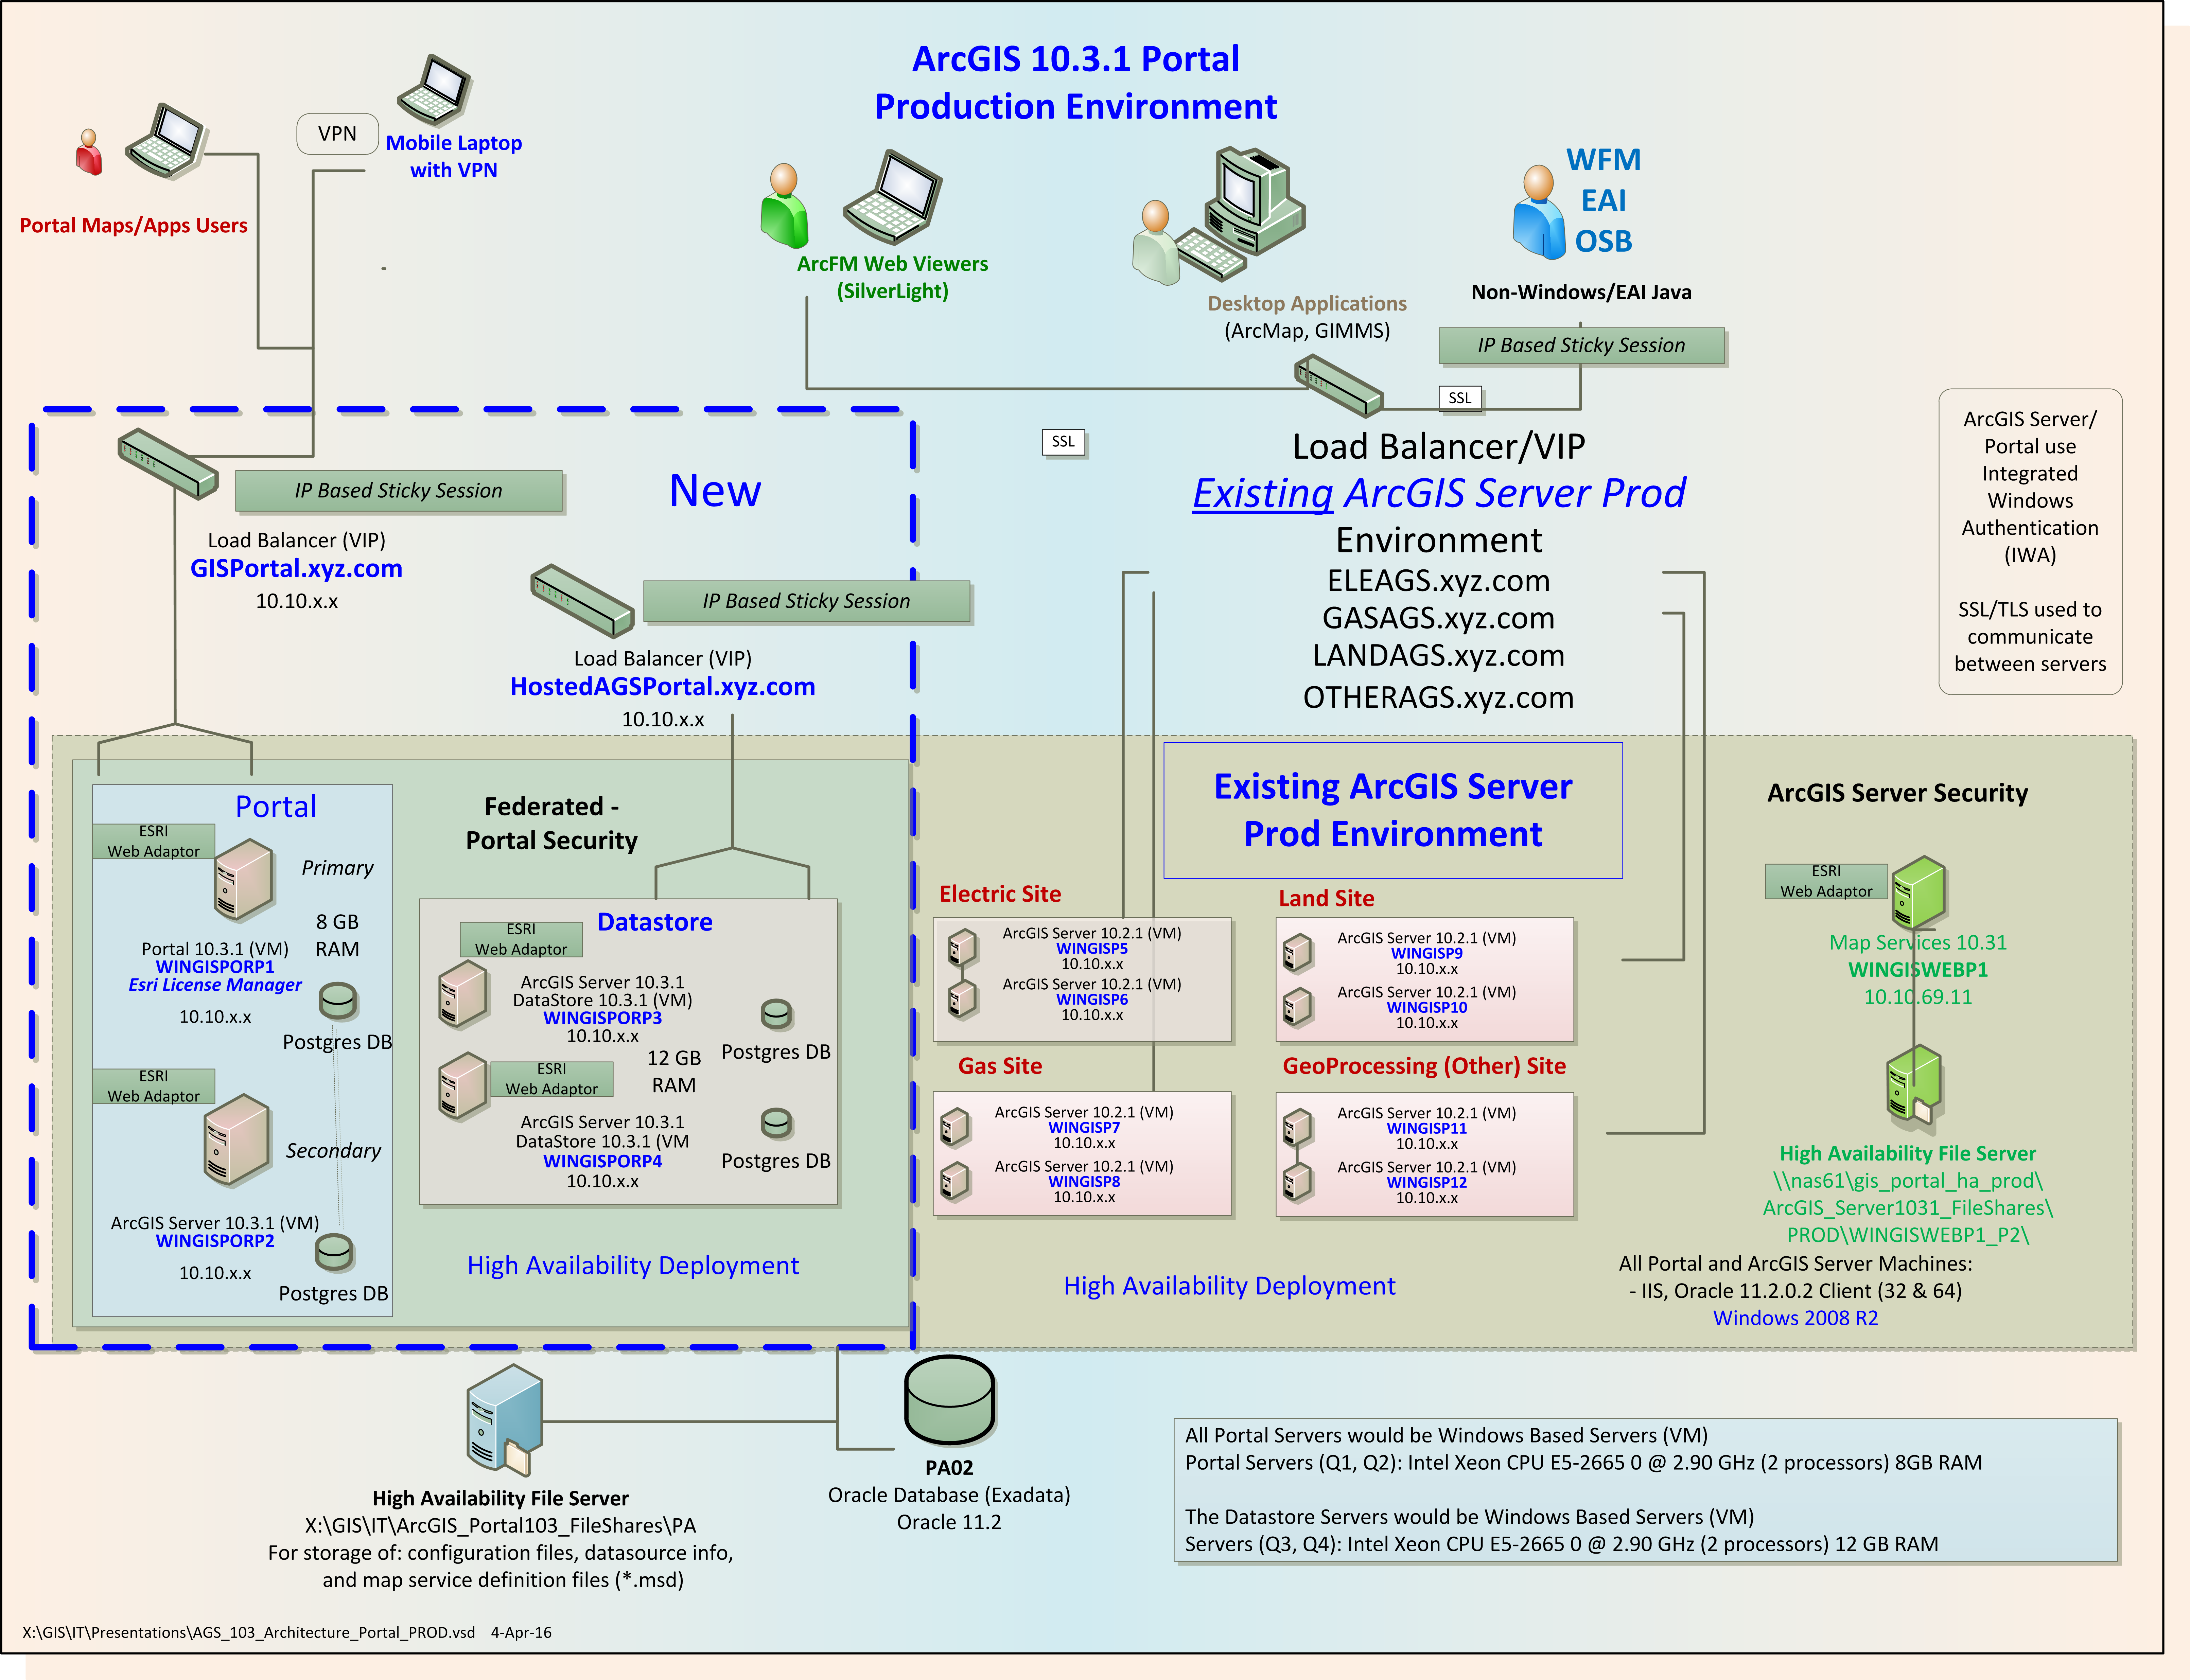 ArcGIS 10.3.1 Portal
Production Environment
VPN
Mobile Laptop
with VPN
Portal Maps/Apps Users
-
ArcFM Web Viewers
(SilverLight)
Desktop Applications
(ArcMap, GIMMS)
WFM
EAI
OSB
Non-Windows/EAI Java
IP Based Sticky Session
SSL
SSL
Load Balancer/VIP
Existing ArcGIS Server Prod
Environment
ELEAGS.xyz.com
GASAGS.xyz.com
LANDAGS.xyz.com
OTHERAGS.xyz.com
ArcGIS Server/
Portal use
Integrated
Windows
Authentication
(IWA)
SSL/TLS used to
communicate
between servers
New
IP Based Sticky Session
Load Balancer (VIP)
GISPortal.xyz.com
10.10.x.x
IP Based Sticky Session
Load Balancer (VIP)
HostedAGSPortal.xyz.com
10.10.x.x
Portal
ESRI
Web Adaptor
Primary
8 GB
RAM
Portal 10.3.1 (VM)
WINGISPORP1
Esri License Manager
10.10.x.x
Postgres DB
ESRI
Web Adaptor
Secondary
ArcGIS Server 10.3.1 (VM)
WINGISPORP2
10.10.x.x
Postgres DB
Federated -
Portal Security
Datastore
ESRI
Web Adaptor
ArcGIS Server 10.3.1
DataStore 10.3.1 (VM)
WINGISPORP3
10.10.x.x
Postgres DB
12 GB
RAM
ESRI
Web Adaptor
ArcGIS Server 10.3.1
DataStore 10.3.1 (VM
WINGISPORP4
10.10.x.x
Postgres DB
High Availability Deployment
Existing ArcGIS Server
Prod Environment
Electric Site
ArcGIS Server 10.2.1 (VM)
WINGISP5
10.10.x.x
ArcGIS Server 10.2.1 (VM)
WINGISP6
10.10.x.x
Land Site
ArcGIS Server 10.2.1 (VM)
WINGISP9
10.10.x.x
ArcGIS Server 10.2.1 (VM)
WINGISP10
10.10.x.x
Gas Site
ArcGIS Server 10.2.1 (VM)
WINGISP7
10.10.x.x
ArcGIS Server 10.2.1 (VM)
WINGISP8
10.10.x.x
GeoProcessing (Other) Site
ArcGIS Server 10.2.1 (VM)
WINGISP11
10.10.x.x
ArcGIS Server 10.2.1 (VM)
WINGISP12
10.10.x.x
High Availability Deployment
ArcGIS Server Security
ESRI
Web Adaptor
Map Services 10.31
WINGISWEBP1
10.10.69.11
High Availability File Server
\\nas61\gis_portal_ha_prod\
ArcGIS_Server1031_FileShares\
PROD\WINGISWEBP1_P2\
All Portal and ArcGIS Server Machines:
- IIS, Oracle 11.2.0.2 Client (32 & 64)
Windows 2008 R2
High Availability File Server
X:\GIS\IT\ArcGIS_Portal103_FileShares\PA
For storage of: configuration files, datasource info,
and map service definition files (*.msd)
PA02
Oracle Database (Exadata)
Oracle 11.2
All Portal Servers would be Windows Based Servers (VM)
Portal Servers (Q1, Q2): Intel Xeon CPU E5-2665 0 @ 2.90 GHz (2 processors) 8GB RAM
The Datastore Servers would be Windows Based Servers (VM)
Servers (Q3, Q4): Intel Xeon CPU E5-2665 0 @ 2.90 GHz (2 processors) 12 GB RAM
X:\GIS\IT\Presentations\AGS_103_Architecture_Portal_PROD.vsd 4-Apr-16